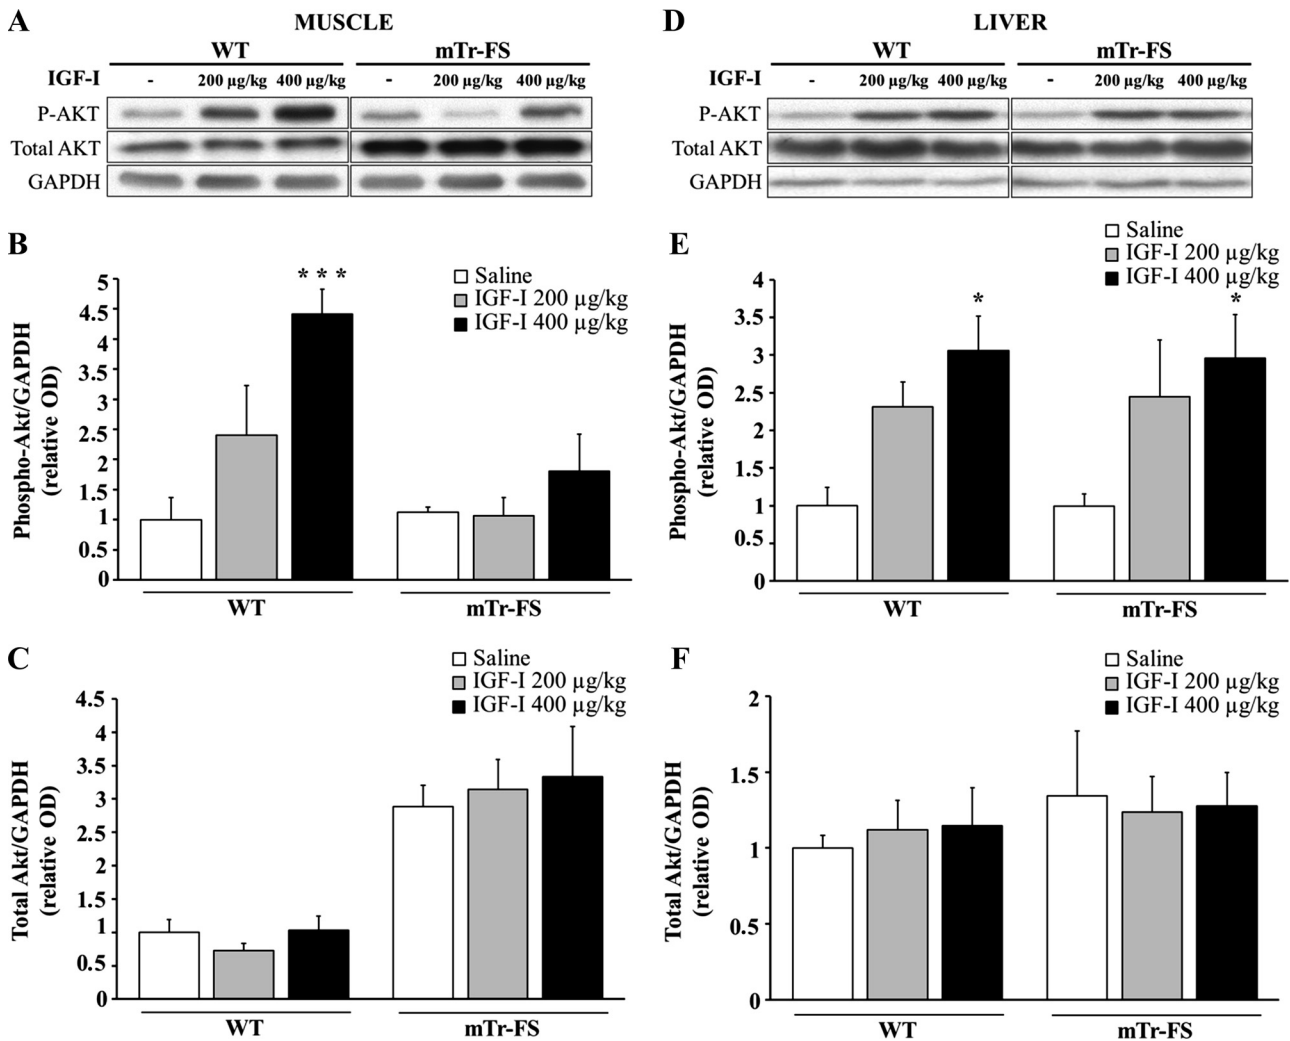 A
MUSCLE
WT mTr-FS
IGF-I - 200 µg/kg 400 µg/kg - 200 µg/kg 400 µg/kg
P-AKT
Total AKT
GAPDH
D
LIVER
WT mTr-FS
IGF-I - 200 µg/kg 400 µg/kg - 200 µg/kg 400 µg/kg
P-AKT
Total AKT
GAPDH
B
Saline
IGF-I 200 µg/kg
IGF-I 400 µg/kg
* * *
Phospho-Akt/GAPDH
(relative OD)
5
4.5
4
3.5
3
2.5
2
1.5
1
0.5
0
WT mTr-FS
E
Saline
IGF-I 200 µg/kg
IGF-I 400 µg/kg
* *
Phospho-Akt/GAPDH
(relative OD)
4
3.5
3
2.5
2
1.5
1
0.5
0
WT mTr-FS
C
Saline
IGF-I 200 µg/kg
IGF-I 400 µg/kg
Total Akt/GAPDH
(relative OD)
4.5
4
3.5
3
2.5
2
1.5
1
0.5
0
WT mTr-FS
F
Saline
IGF-I 200 µg/kg
IGF-I 400 µg/kg
Total Akt/GAPDH
(relative OD)
2
1.5
1
0.5
0
WT mTr-FS